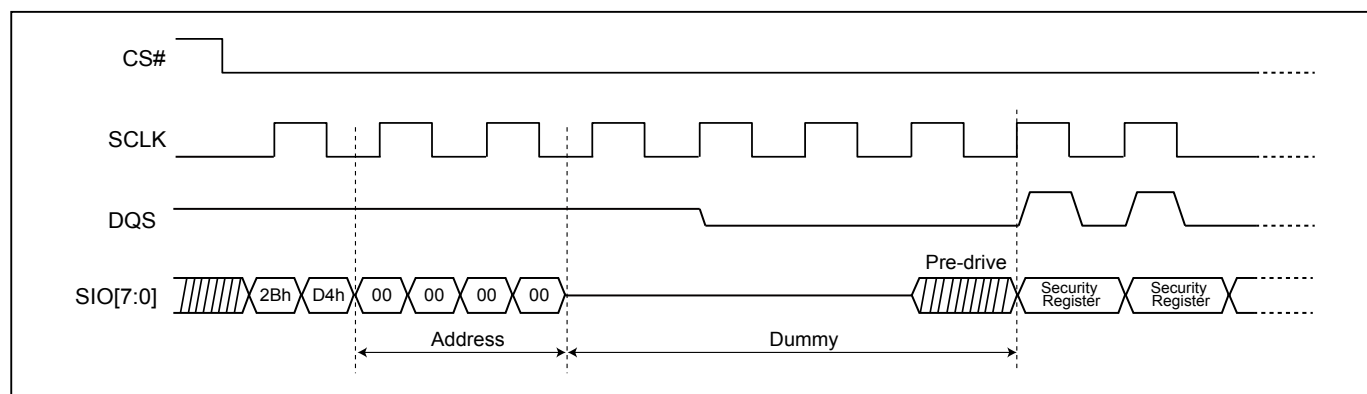 CS#
SCLK
DQS
Pre-drive
SIO[7:0] 2Bh D4h 00 00 00 00 Security Register Security Register
Address Dummy